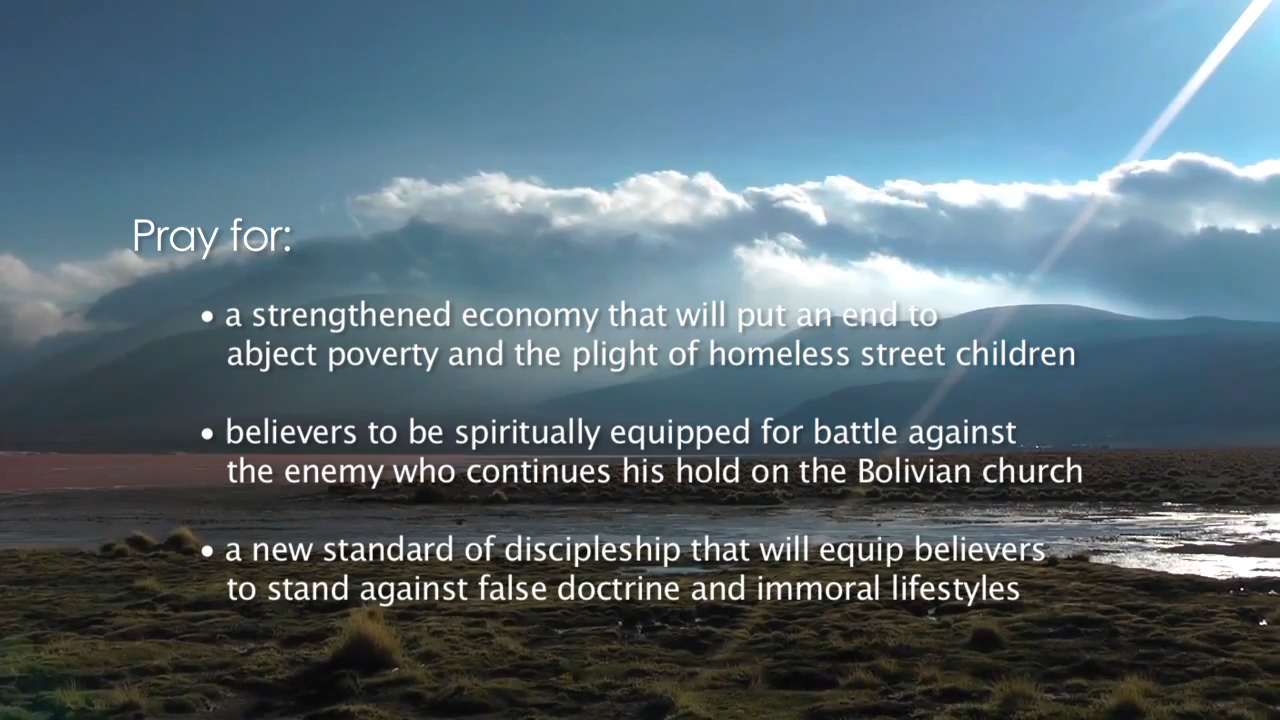 Pray for:
• a strengthened economy that will put an end to
abject poverty and the plight of homeless street children
• believers to be spiritually equipped for battle against
the enemy who continues his hold on the Bolivian church
• a new standard of discipleship that will equip believers
to stand against false doctrine and immoral lifestyles